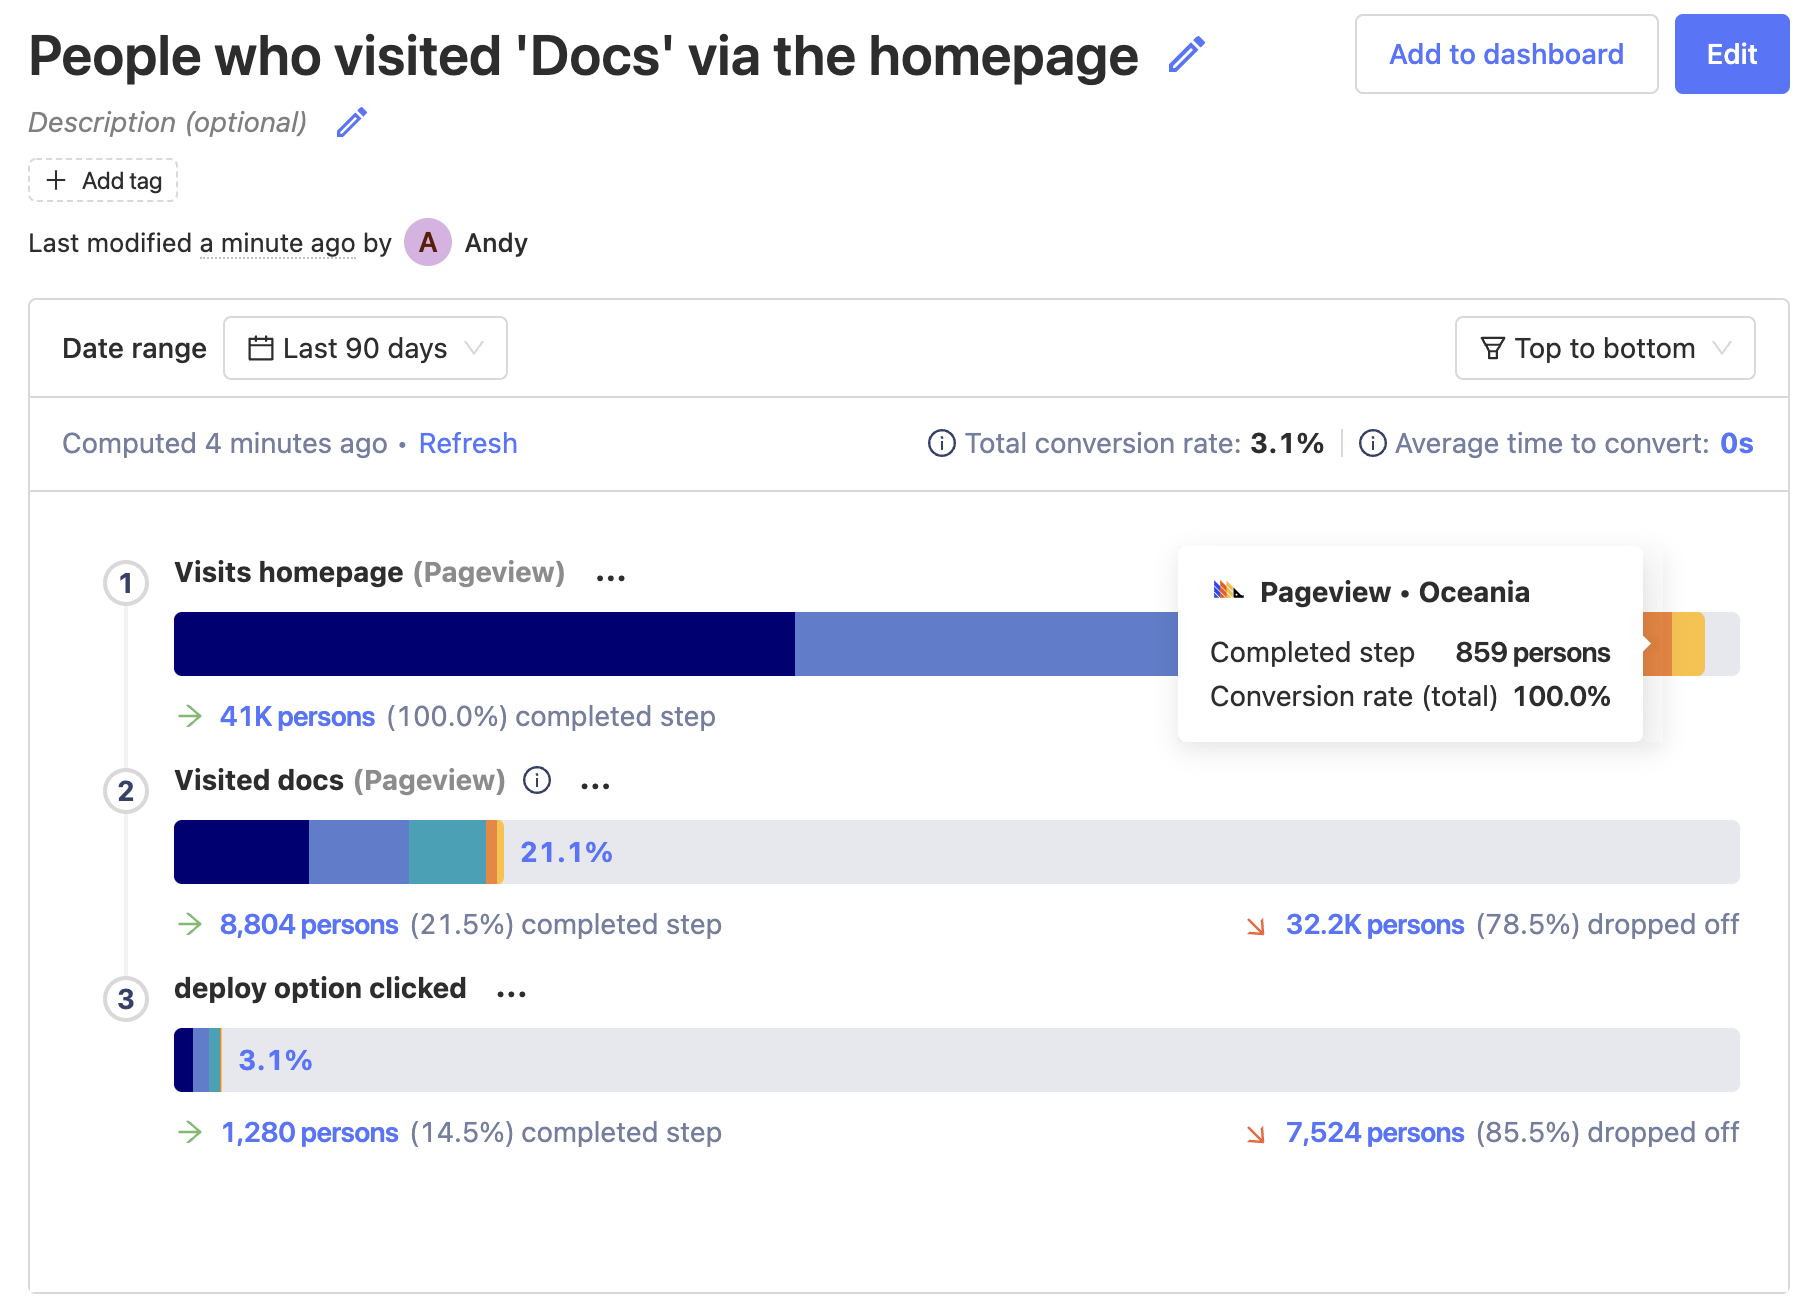 People who visited 'Docs' via the homepage
Add to dashboard
Edit
Description (optional)
+ Add tag
Last modified a minute ago by A Andy
Date range
Last 90 days
Top to bottom
Computed 4 minutes ago • Refresh
Total conversion rate: 3.1%
Average time to convert: 0s
1
Visits homepage (Pageview) ...
Pageview • Oceania
Completed step 859 persons
Conversion rate (total) 100.0%
41K persons (100.0%) completed step
2
Visited docs (Pageview) ...
21.1%
8,804 persons (21.5%) completed step
32.2K persons (78.5%) dropped off
3
deploy option clicked ...
3.1%
1,280 persons (14.5%) completed step
7,524 persons (85.5%) dropped off